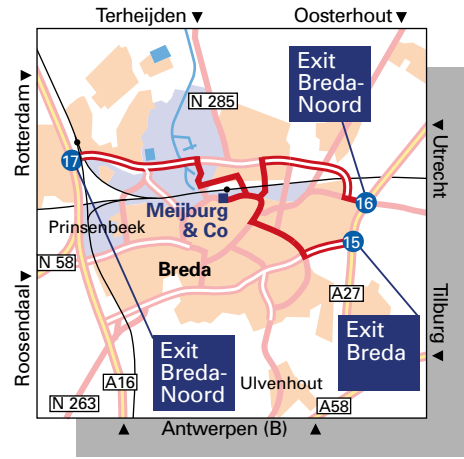 Terheijden ▼
Oosterhout ▼
Rotterdam ▼
Exit
Breda-
Noord
N 285
▼ Utrecht
17
16
Meijburg
& Co
Prinsenbeek
15
N 58
Breda
A27
Roosendaal ▼
Tilburg ▼
Exit
Breda
Exit
Breda-
Noord
A16
Ulvenhout
N 263
A58
▲ Antwerpen (B) ▲